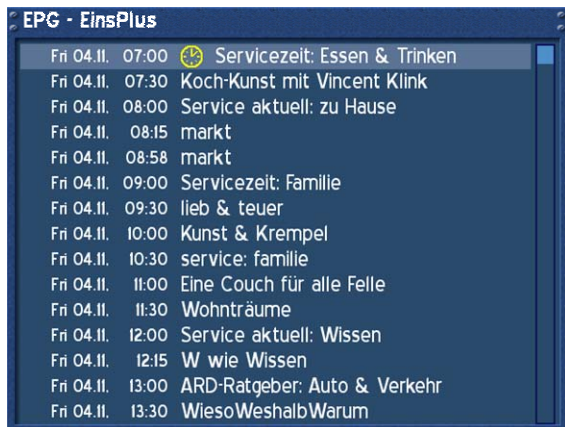 EPG - EinsPlus
Fri 04.11. 07:00 Servicezeit: Essen & Trinken
Fri 04.11. 07:30 Koch-Kunst mit Vincent Klink
Fri 04.11. 08:00 Service aktuell: zu Hause
Fri 04.11. 08:15 markt
Fri 04.11. 08:58 markt
Fri 04.11. 09:00 Servicezeit: Familie
Fri 04.11. 09:30 lieb & teuer
Fri 04.11. 10:00 Kunst & Krempel
Fri 04.11. 10:30 service: familie
Fri 04.11. 11:00 Eine Couch für alle Felle
Fri 04.11. 11:30 Wohnträume
Fri 04.11. 12:00 Service aktuell: Wissen
Fri 04.11. 12:15 W wie Wissen
Fri 04.11. 13:00 ARD-Ratgeber: Auto & Verkehr
Fri 04.11. 13:30 WiesoWeshalbWarum